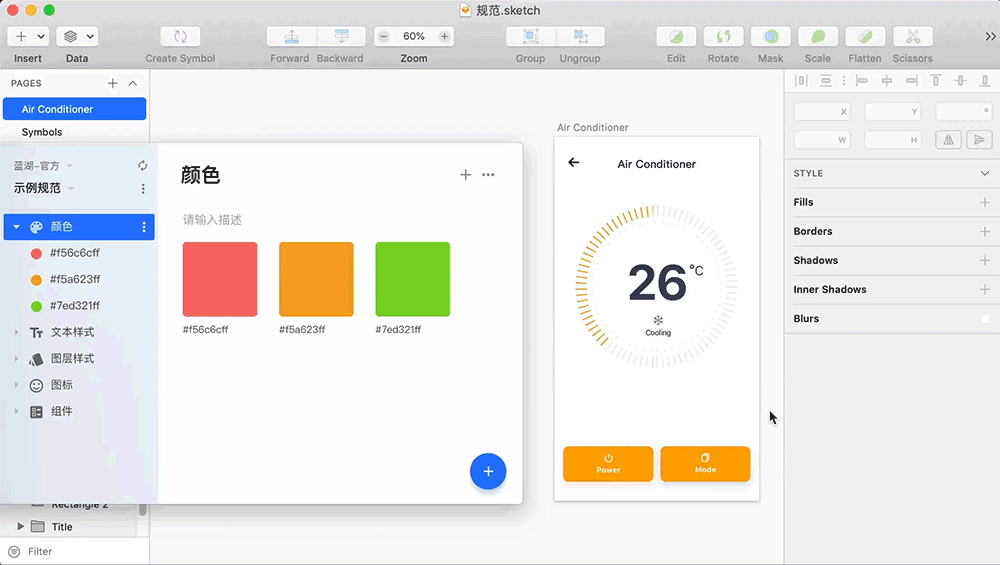 规范.sketch
60%
Insert
Data
Create Symbol
Forward
Backward
Zoom
Group
Ungroup
Edit
Rotate
Mask
Scale
Flatten
Scissors
PAGES
Air Conditioner
Symbols
蓝湖-官方
示例规范
颜色
#f56c6cff
#f5a623ff
#7ed321ff
文本样式
图层样式
图标
组件
颜色
请输入描述
#f56c6cff
#f5a623ff
#7ed321ff
Rectangle 2
Title
Filter
Air Conditioner
Air Conditioner
26°C
Cooling
Power
Mode
X
Y
°
W
H
STYLE
Fills
Borders
Shadows
Inner Shadows
Blurs